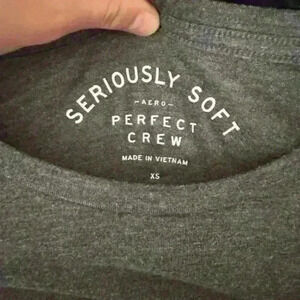 SERIOUSLY SOFT
-AERO-
PERFECT
CREW
MADE IN VIETNAM
XS